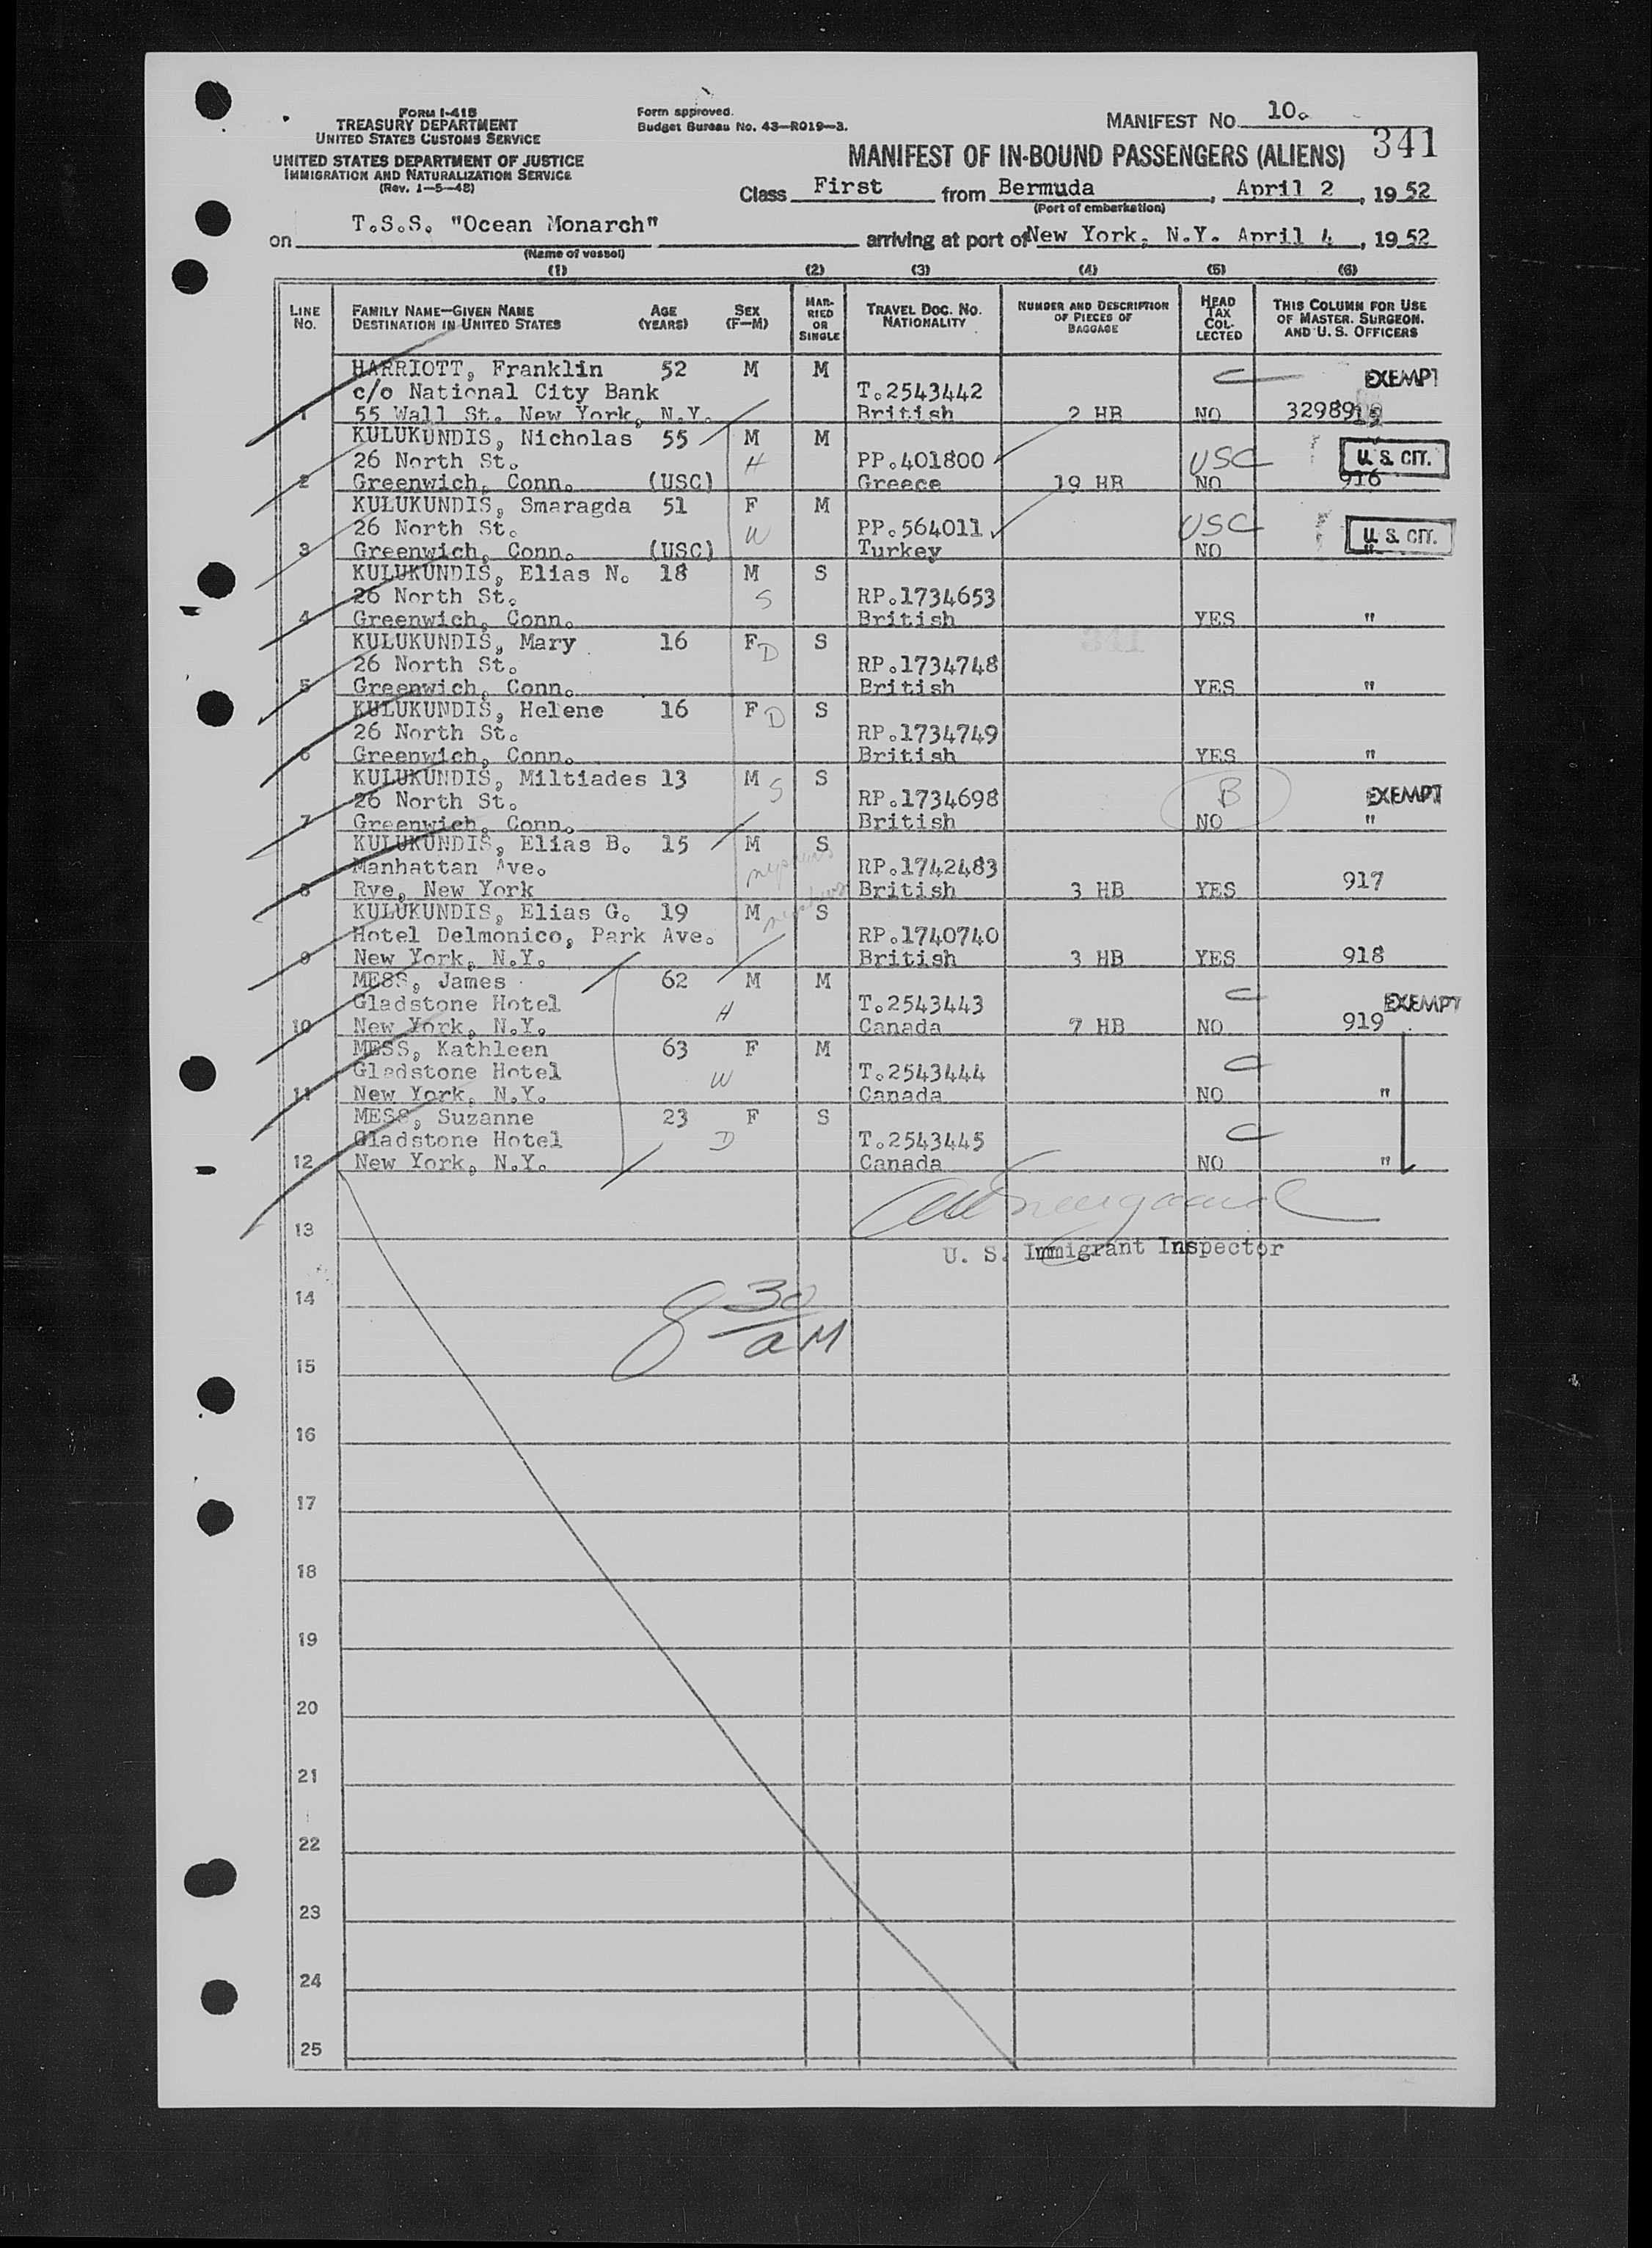 FORM I-418
TREASURY DEPARTMENT
UNITED STATES CUSTOMS SERVICE
UNITED STATES DEPARTMENT OF JUSTICE
IMMIGRATION AND NATURALIZATION SERVICE
(Rev. 1-5-48)
Form approved.
Budget Bureau No. 43-R019-3.
MANIFEST NO. 10.
341
MANIFEST OF IN-BOUND PASSENGERS (ALIENS)
Class First from Bermuda, April 2, 1952
(Port of embarkation)
on T.S.S. "Ocean Monarch" arriving at port of New York, N.Y. April 4, 1952
(Name of vessel)
(1) (2) (3) (4) (5) (6)
LINE NO. FAMILY NAME-GIVEN NAME DESTINATION IN UNITED STATES AGE (YEARS) SEX (F-M) MARRIED OR SINGLE TRAVEL DOC. NO. NATIONALITY NUMBER AND DESCRIPTION OF PIECES OF BAGGAGE HEAD TAX COLLECTED THIS COLUMN FOR USE OF MASTER, SURGEON, AND U. S. OFFICERS
HARRIOTT, Franklin 52 M M C EXEMPT
c/o National City Bank T.2543442
1 55 Wall St. New York, N.Y. British 2 HB NO 3298915
KULUKUNDIS, Nicholas 55 M M
26 North St. H PP.401800 USC U. S. CIT.
2 Greenwich, Conn. (USC) Greece 19 HB NO 916
KULUKUNDIS, Smaragda 51 F M
26 North St. W PP.564011 USC U. S. CIT.
3 Greenwich, Conn. (USC) Turkey NO "
KULUKUNDIS, Elias N. 18 M S
26 North St. S RP.1734653
4 Greenwich, Conn. British YES "
KULUKUNDIS, Mary 16 F D S
26 North St. RP.1734748
5 Greenwich, Conn. British YES "
KULUKUNDIS, Helene 16 F D S
26 North St. RP.1734749
6 Greenwich, Conn. British YES "
KULUKUNDIS, Miltiades 13 M S S
26 North St. RP.1734698 B EXEMPT
7 Greenwich, Conn. British NO "
KULUKUNDIS, Elias B. 15 M S
Manhattan Ave. RP.1742483
8 Rye, New York British 3 HB YES 917
KULUKUNDIS, Elias G. 19 M S
Hotel Delmonico, Park Ave. RP.1740740
9 New York, N.Y. British 3 HB YES 918
MESS, James 62 M M C
Gladstone Hotel H T.2543443 EXEMPT
10 New York, N.Y. Canada 7 HB NO 919
MESS, Kathleen 63 F M C
Gladstone Hotel W T.2543444
11 New York, N.Y. Canada NO "
MESS, Suzanne 23 F S C
Gladstone Hotel D T.2543445
12 New York, N.Y. Canada NO "
13
U. S. Immigrant Inspector
14
8 30 AM
15
16
17
18
19
20
21
22
23
24
25